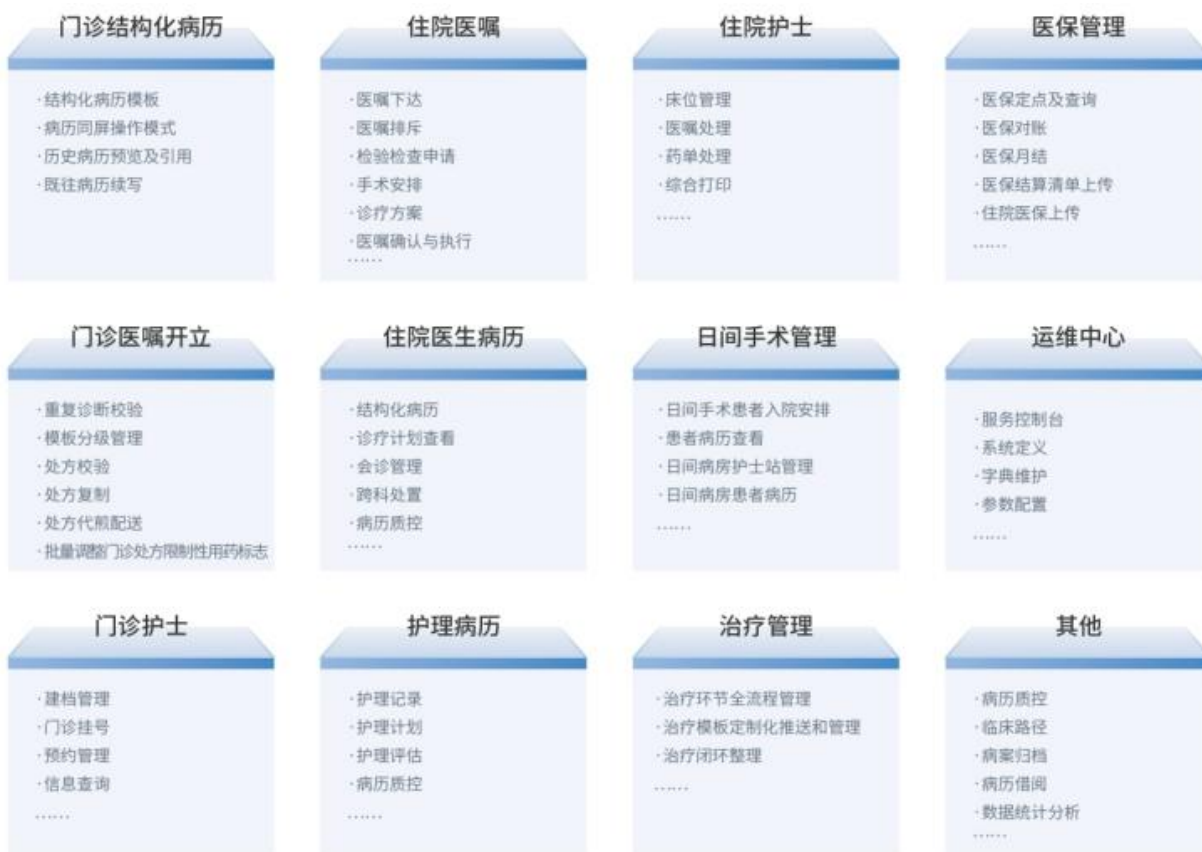 门诊结构化病历
·结构化病历模板
·病历同屏操作模式
·历史病历预览及引用
·既往病历续写
住院医嘱
·医嘱下达
·医嘱排斥
·检验检查申请
·手术安排
·诊疗方案
·医嘱确认与执行
……
住院护士
·床位管理
·医嘱处理
·药单处理
·综合打印
……
医保管理
·医保定点及查询
·医保对账
·医保月结
·医保结算清单上传
·住院医保上传
……
门诊医嘱开立
·重复诊断校验
·模板分级管理
·处方校验
·处方复制
·处方代煎配送
·批量调整门诊处方限制性用药标志
住院医生病历
·结构化病历
·诊疗计划查看
·会诊管理
·跨科处置
·病历质控
……
日间手术管理
·日间手术患者入院安排
·患者病历查看
·日间病房护士站管理
·日间病房患者病历
……
运维中心
·服务控制台
·系统定义
·字典维护
·参数配置
……
门诊护士
·建档管理
·门诊挂号
·预约管理
·信息查询
……
护理病历
·护理记录
·护理计划
·护理评估
·病历质控
治疗管理
·治疗环节全流程管理
·治疗模板定制化推送和管理
·治疗闭环整理
……
其他
·病历质控
·临床路径
·病案归档
·病历借阅
·数据统计分析
……